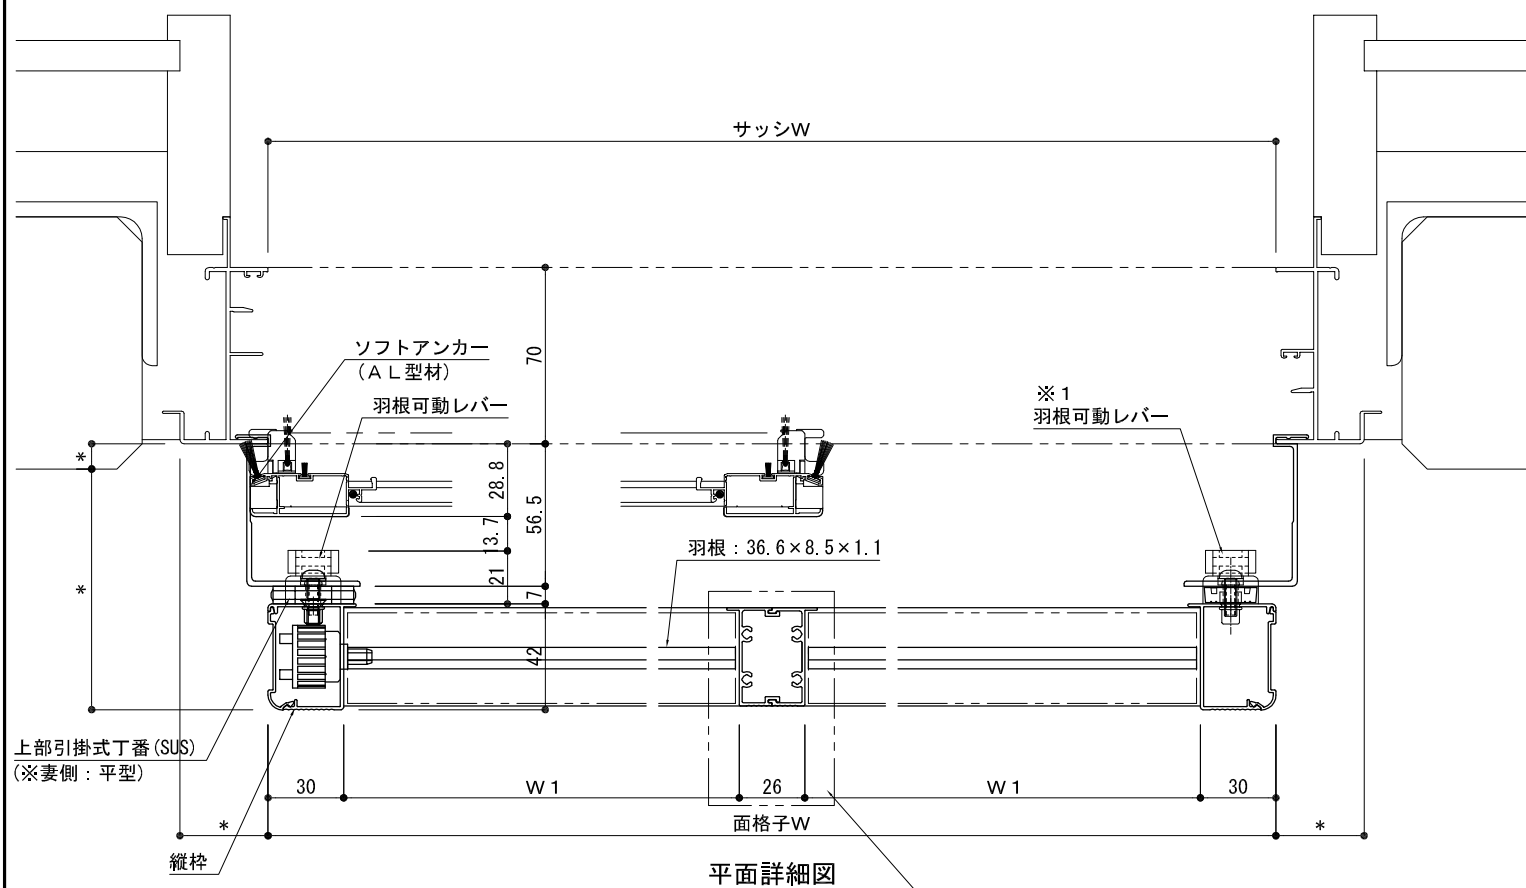 サッシW
70
ソフトアンカー
(AL型材)
羽根可動レバー
※1
羽根可動レバー
*
28.8
56.5
13.7
羽根：36.6×8.5×1.1
*
21
7
42
上部引掛式丁番(SUS)
(※妻側：平型)
30
W1
26
W1
30
*
面格子W
*
縦枠
平面詳細図